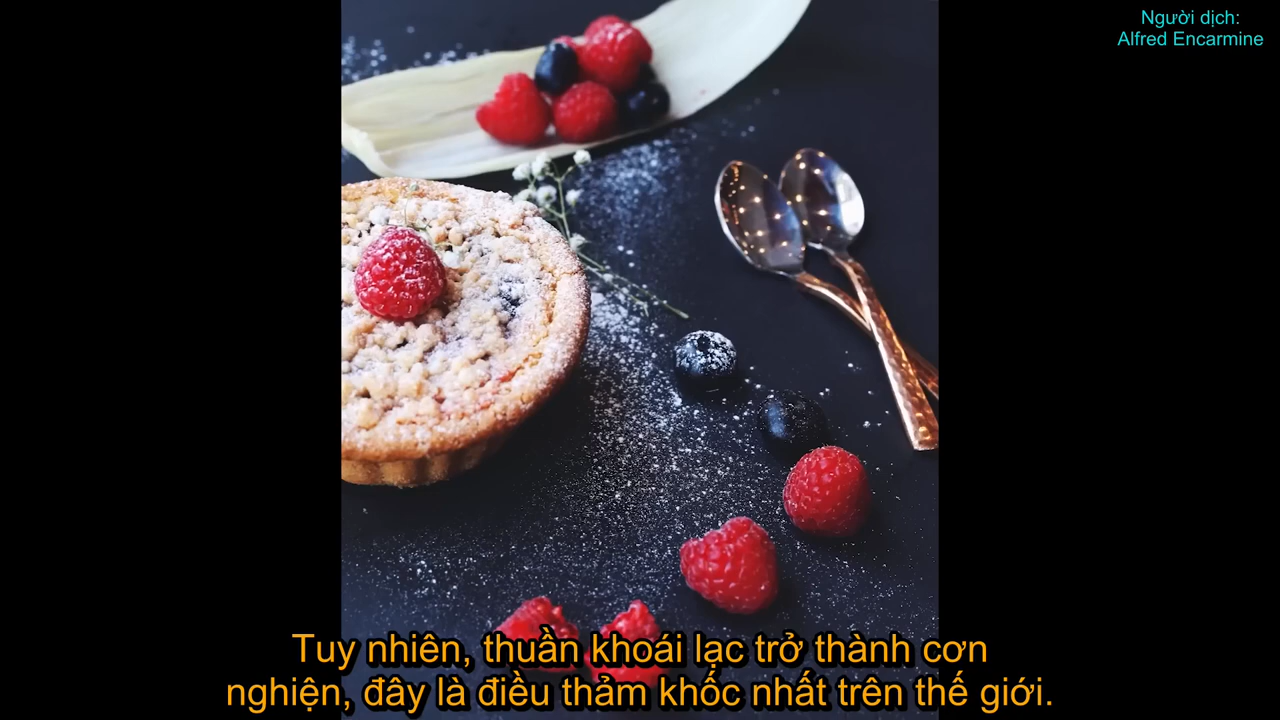 Người dịch:
Alfred Encarmine
Tuy nhiên, thuần khoái lạc trở thành cơn
nghiện, đây là điều thảm khốc nhất trên thế giới.